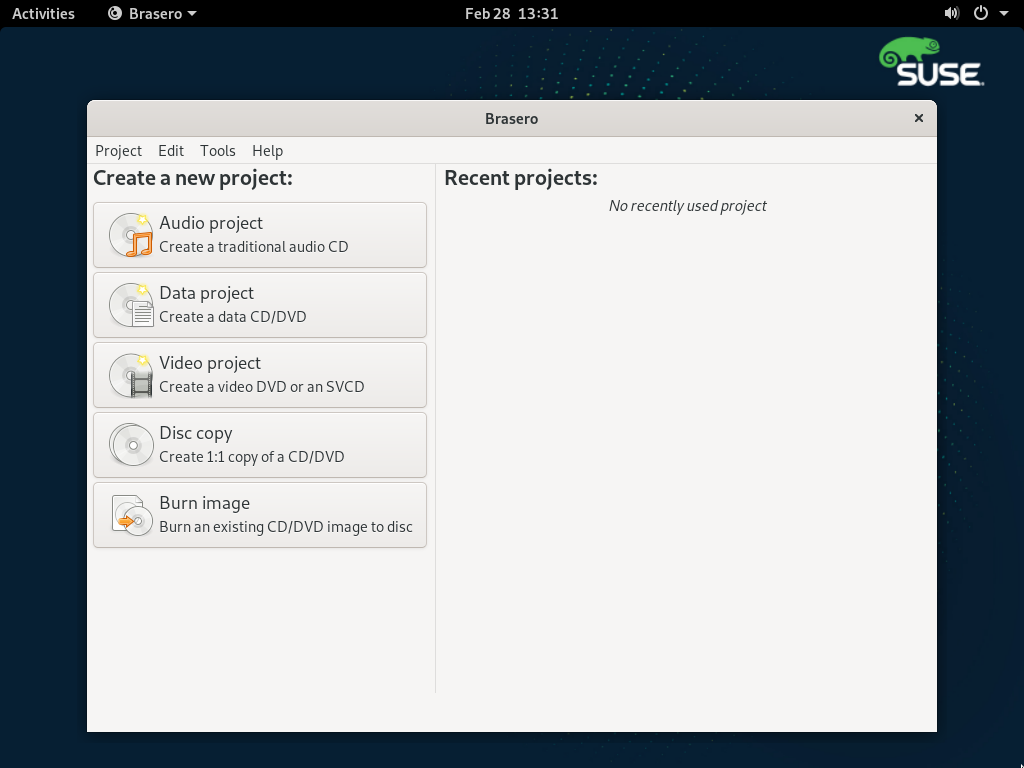 Activities Brasero Feb 28 13:31
SUSE
Brasero
Project Edit Tools Help
Create a new project:
Audio project
Create a traditional audio CD
Data project
Create a data CD/DVD
Video project
Create a video DVD or an SVCD
Disc copy
Create 1:1 copy of a CD/DVD
Burn image
Burn an existing CD/DVD image to disc
Recent projects:
No recently used project